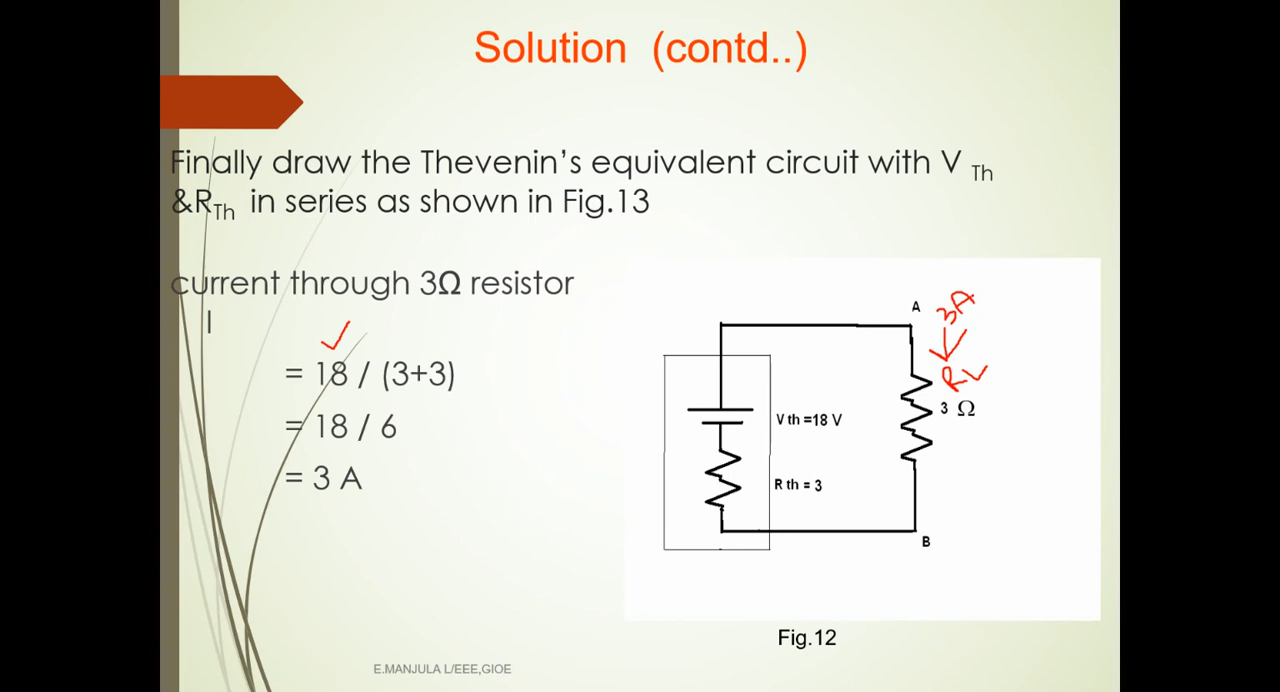 Solution (contd..)
Finally draw the Thevenin’s equivalent circuit with V Th
&RTh in series as shown in Fig.13
current through 3Ω resistor
I
= 18 / (3+3)
= 18 / 6
= 3 A
A
3A
RL
3 Ω
V th =18 V
R th = 3
B
Fig.12
E.MANJULA L/EEE,GIOE